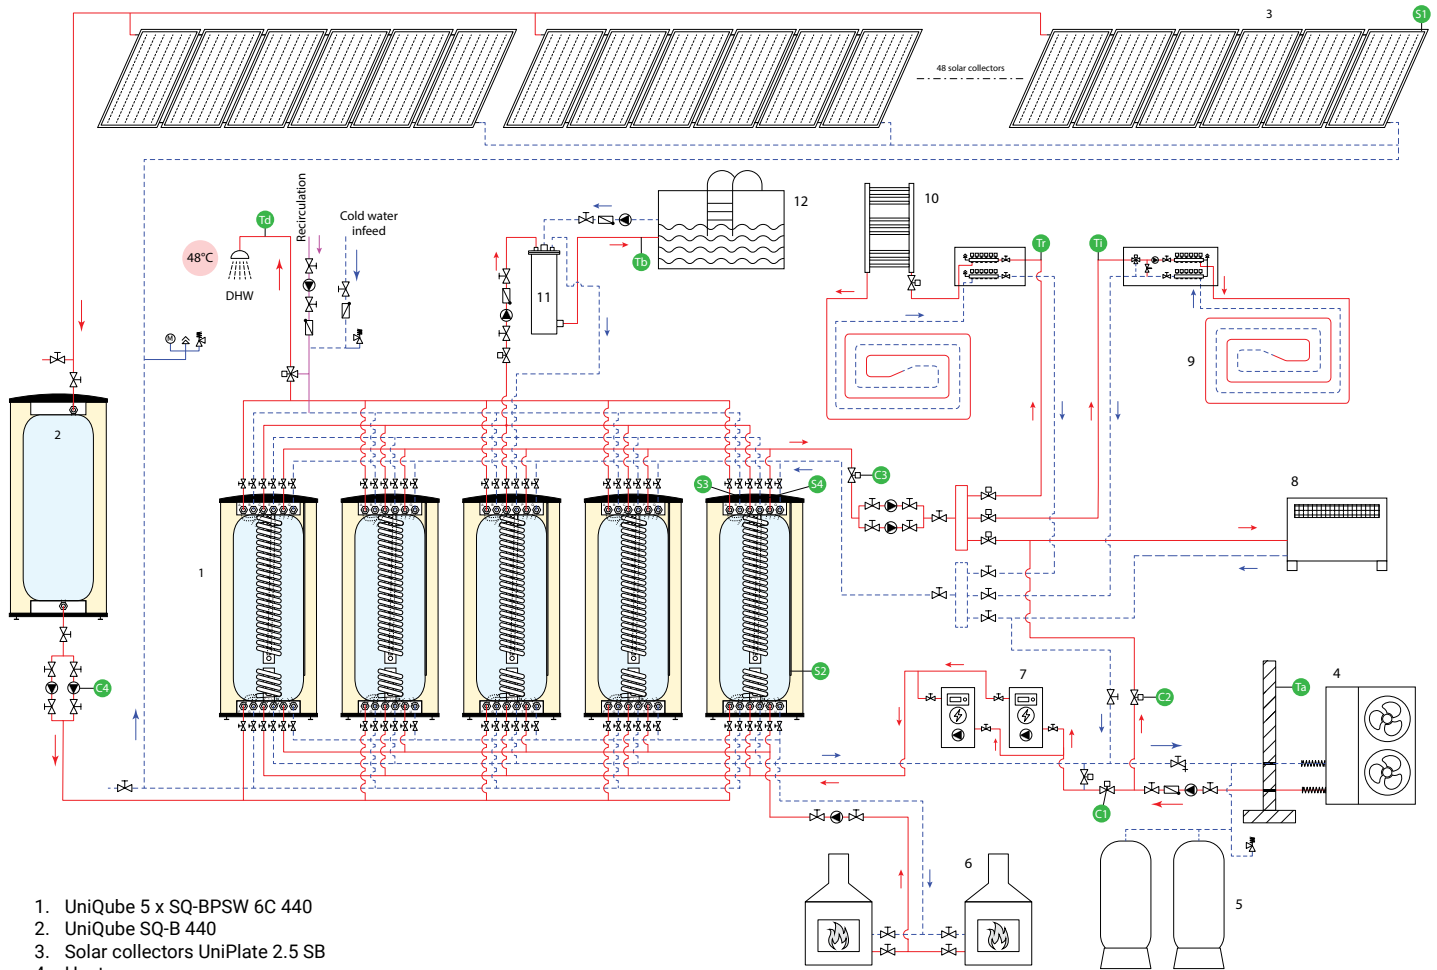 3
S1
48 solar collectors
Recirculation
Cold water
infeed
Td
48°C
DHW
12
Tb
11
10
Tr
Ti
9
M
2
C3
S3
S4
8
1
S2
7
C4
C2
Ta
4
C1
6
5
1. UniQube 5 x SQ-BPSW 6C 440
2. UniQube SQ-B 440
3. Solar collectors UniPlate 2.5 SB